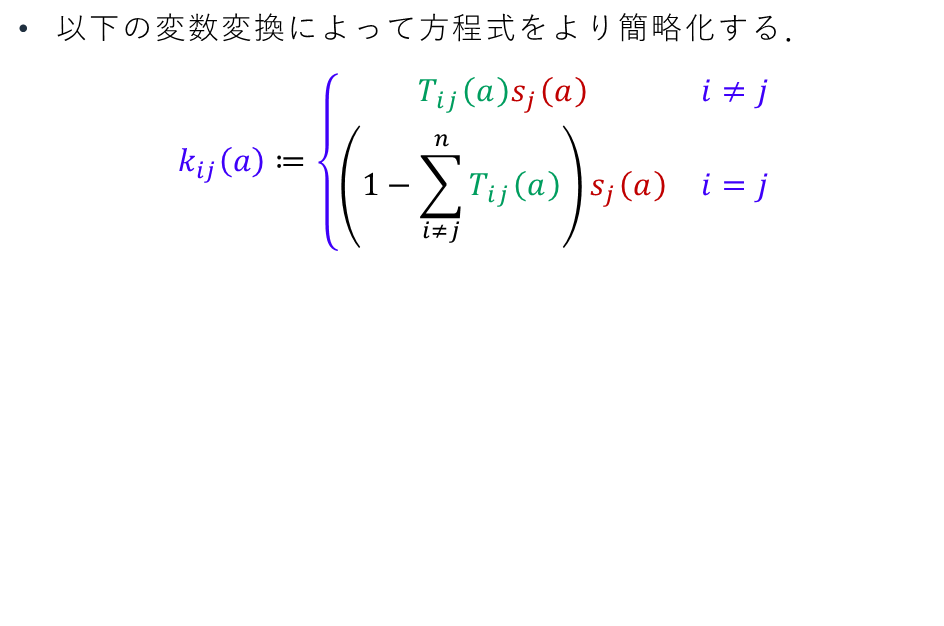 • 以下の変数変換によって方程式をより簡略化する.
k_{ij}(a) ≔ { T_{ij}(a)s_j(a)  i ≠ j
(1 − ∑_{i≠j}^{n} T_{ij}(a)) s_j(a)  i = j